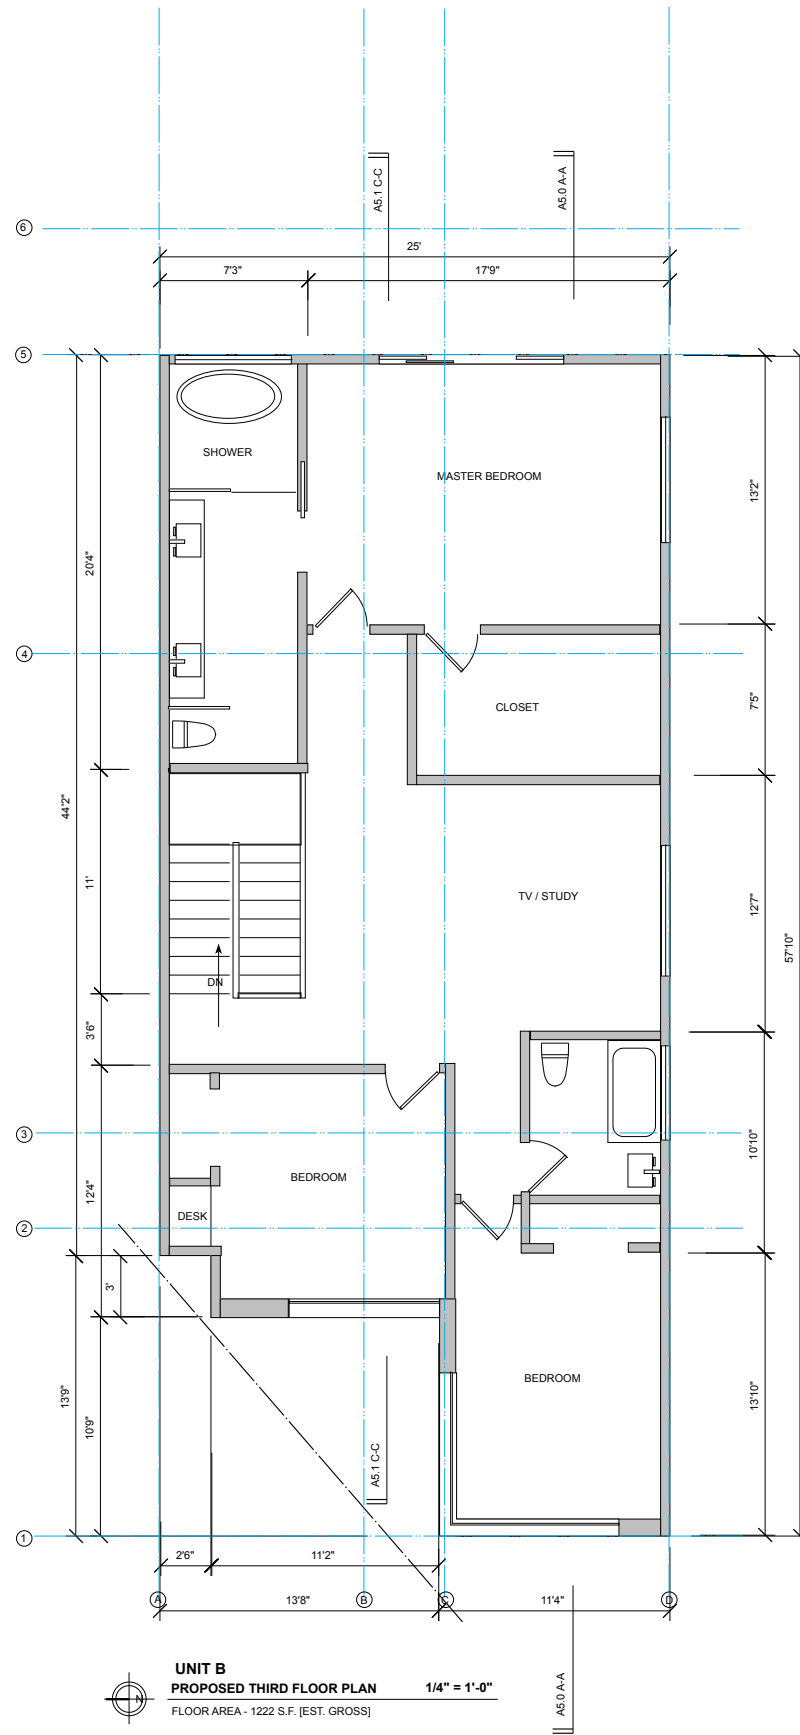 A5.1 C-C
A5.0 A-A
6
25'
7'3"
17'9"
5
SHOWER
MASTER BEDROOM
13'2"
20'4"
4
CLOSET
7'5"
44'2"
11'
TV / STUDY
12'7"
57'10"
DN
3'6"
3
BEDROOM
10'10"
12'4"
DESK
2
3'
BEDROOM
13'9"
10'9"
13'10"
A5.1 C-C
1
2'6"
11'2"
A
B
C
D
13'8"
11'4"
UNIT B
PROPOSED THIRD FLOOR PLAN 1/4" = 1'-0"
N
FLOOR AREA - 1222 S.F. [EST. GROSS]
A5.0 A-A